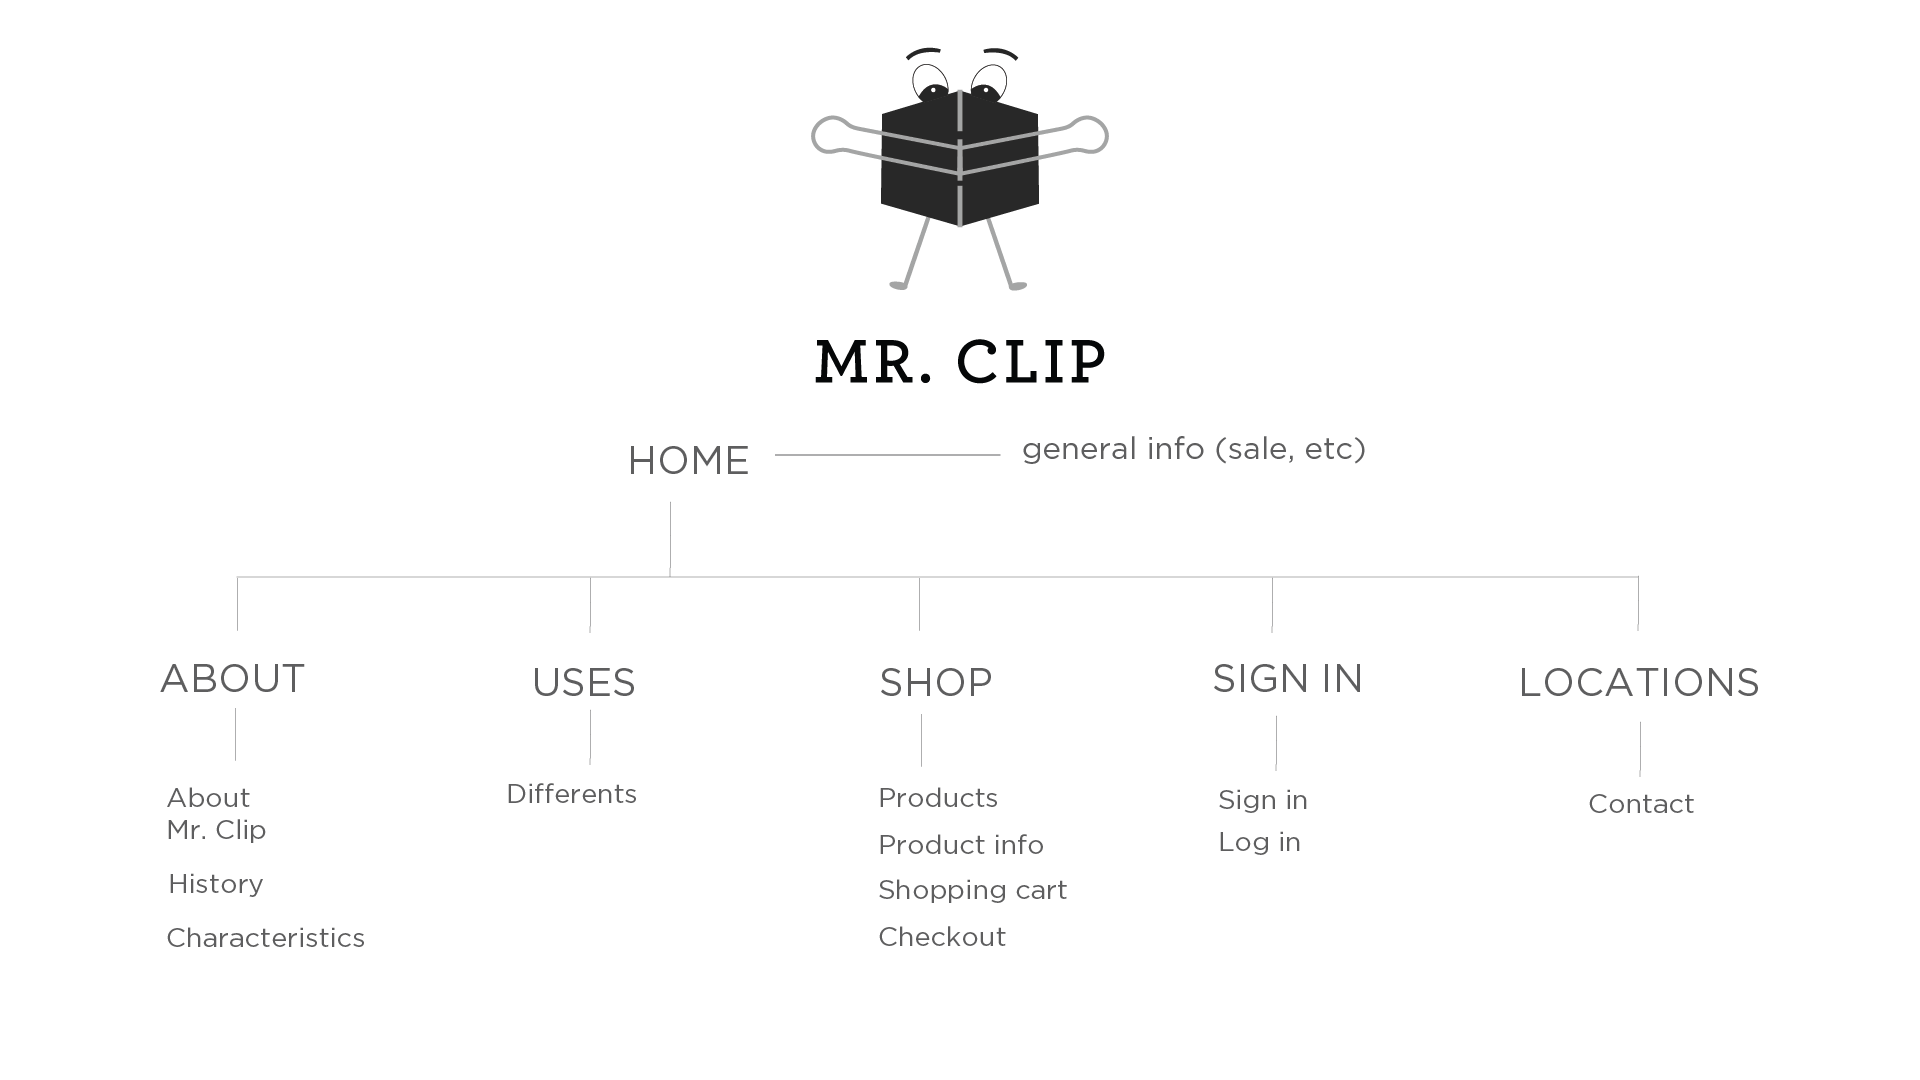 MR. CLIP
HOME
general info (sale, etc)
ABOUT
USES
SHOP
SIGN IN
LOCATIONS
About
Mr. Clip
History
Characteristics
Differents
Products
Product info
Shopping cart
Checkout
Sign in
Log in
Contact